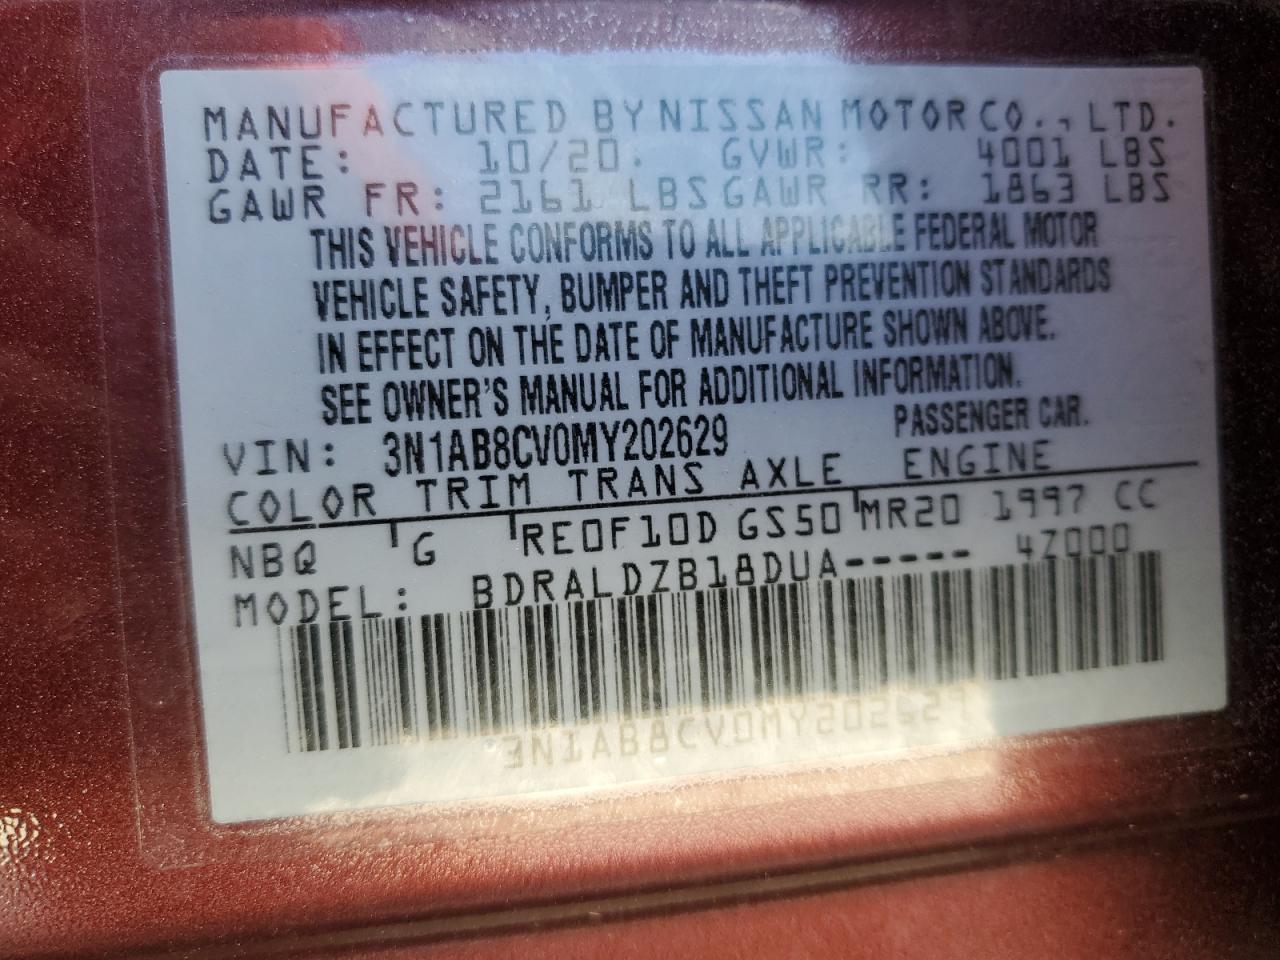 MANUFACTURED BY NISSAN MOTOR CO., LTD.
DATE: 10/20. GVWR: 4001 LBS
GAWR FR: 2161 LBS GAWR RR: 1863 LBS
THIS VEHICLE CONFORMS TO ALL APPLICABLE FEDERAL MOTOR
VEHICLE SAFETY, BUMPER AND THEFT PREVENTION STANDARDS
IN EFFECT ON THE DATE OF MANUFACTURE SHOWN ABOVE.
SEE OWNER'S MANUAL FOR ADDITIONAL INFORMATION.
VIN: 3N1AB8CV0MY202629 PASSENGER CAR.
COLOR TRIM TRANS AXLE ENGINE
NBQ G RE0F10D GS50 MR20 1997 CC
MODEL: BDRALDZB18DUA----- 4Z000
3N1AB8CV0MY202629